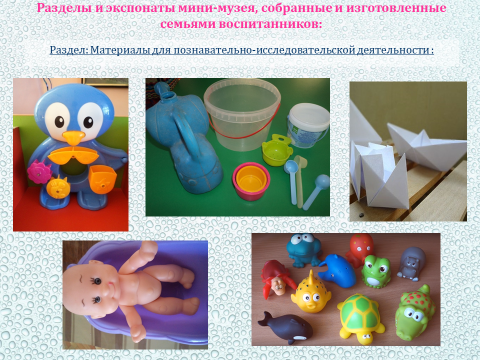 Разделы и экспонаты мини-музея, собранные и изготовленные
семьями воспитанников:
Раздел: Материалы для познавательно-исследовательской деятельности :